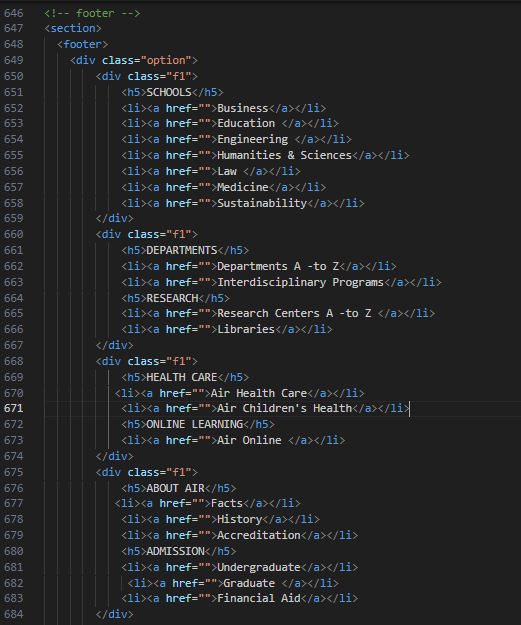 646 <!-- footer -->
647 <section>
648 <footer>
649 <div class="option">
650 <div class="f1">
651 <h5>SCHOOLS</h5>
652 <li><a href="">Business</a></li>
653 <li><a href="">Education </a></li>
654 <li><a href="">Engineering </a></li>
655 <li><a href="">Humanities & Sciences</a></li>
656 <li><a href="">Law </a></li>
657 <li><a href="">Medicine</a></li>
658 <li><a href="">Sustainability</a></li>
659 </div>
660 <div class="f1">
661 <h5>DEPARTMENTS</h5>
662 <li><a href="">Departments A -to Z</a></li>
663 <li><a href="">Interdisciplinary Programs</a></li>
664 <h5>RESEARCH</h5>
665 <li><a href="">Research Centers A -to Z </a></li>
666 <li><a href="">Libraries</a></li>
667 </div>
668 <div class="f1">
669 <h5>HEALTH CARE</h5>
670 <li><a href="">Air Health Care</a></li>
671 <li><a href="">Air Children's Health</a></li>
672 <h5>ONLINE LEARNING</h5>
673 <li><a href="">Air Online </a></li>
674 </div>
675 <div class="f1">
676 <h5>ABOUT AIR</h5>
677 <li><a href="">Facts</a></li>
678 <li><a href="">History</a></li>
679 <li><a href="">Accreditation</a></li>
680 <h5>ADMISSION</h5>
681 <li><a href="">Undergraduate</a></li>
682 <li><a href="">Graduate </a></li>
683 <li><a href="">Financial Aid</a></li>
684 </div>